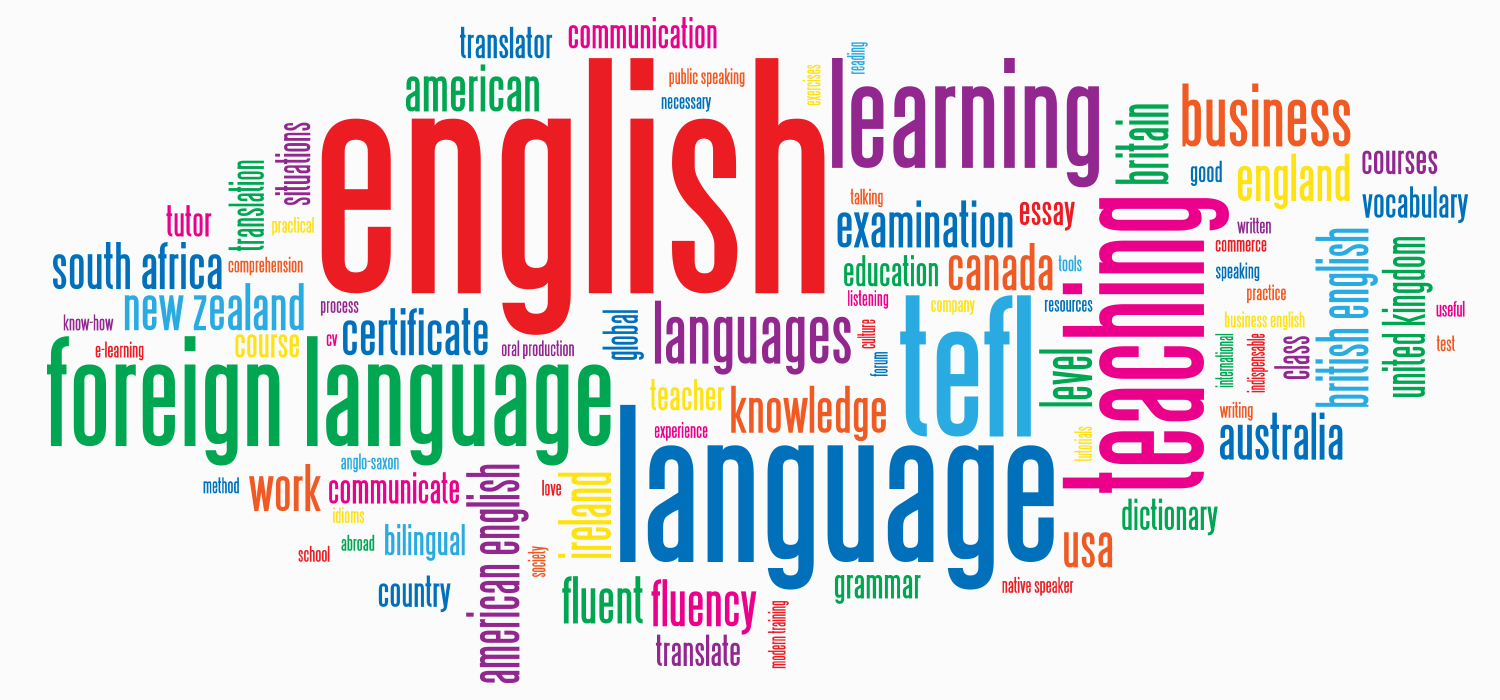 communication
translator
american
public speaking
necessary
exercises
reading
english
learning
situations
translation
practical
tutor
britain
business
good
england
courses
vocabulary
south africa
comprehension
talking
examination
essay
written
commerce
teaching
education
canada
tools
speaking
practice
british english
united kingdom
new zealand
process
know-how
cv
certificate
oral production
global
languages
listening
company
resources
culture
forum
tefl
level
business english
useful
test
international
indispensable
class
e-learning
course
foreign language
teacher
knowledge
experience
writing
australia
tutorials
anglo-saxon
method
work
communicate
american english
love
ireland
language
dictionary
idioms
school
abroad
bilingual
society
usa
country
fluent
fluency
grammar
native speaker
translate
modern training